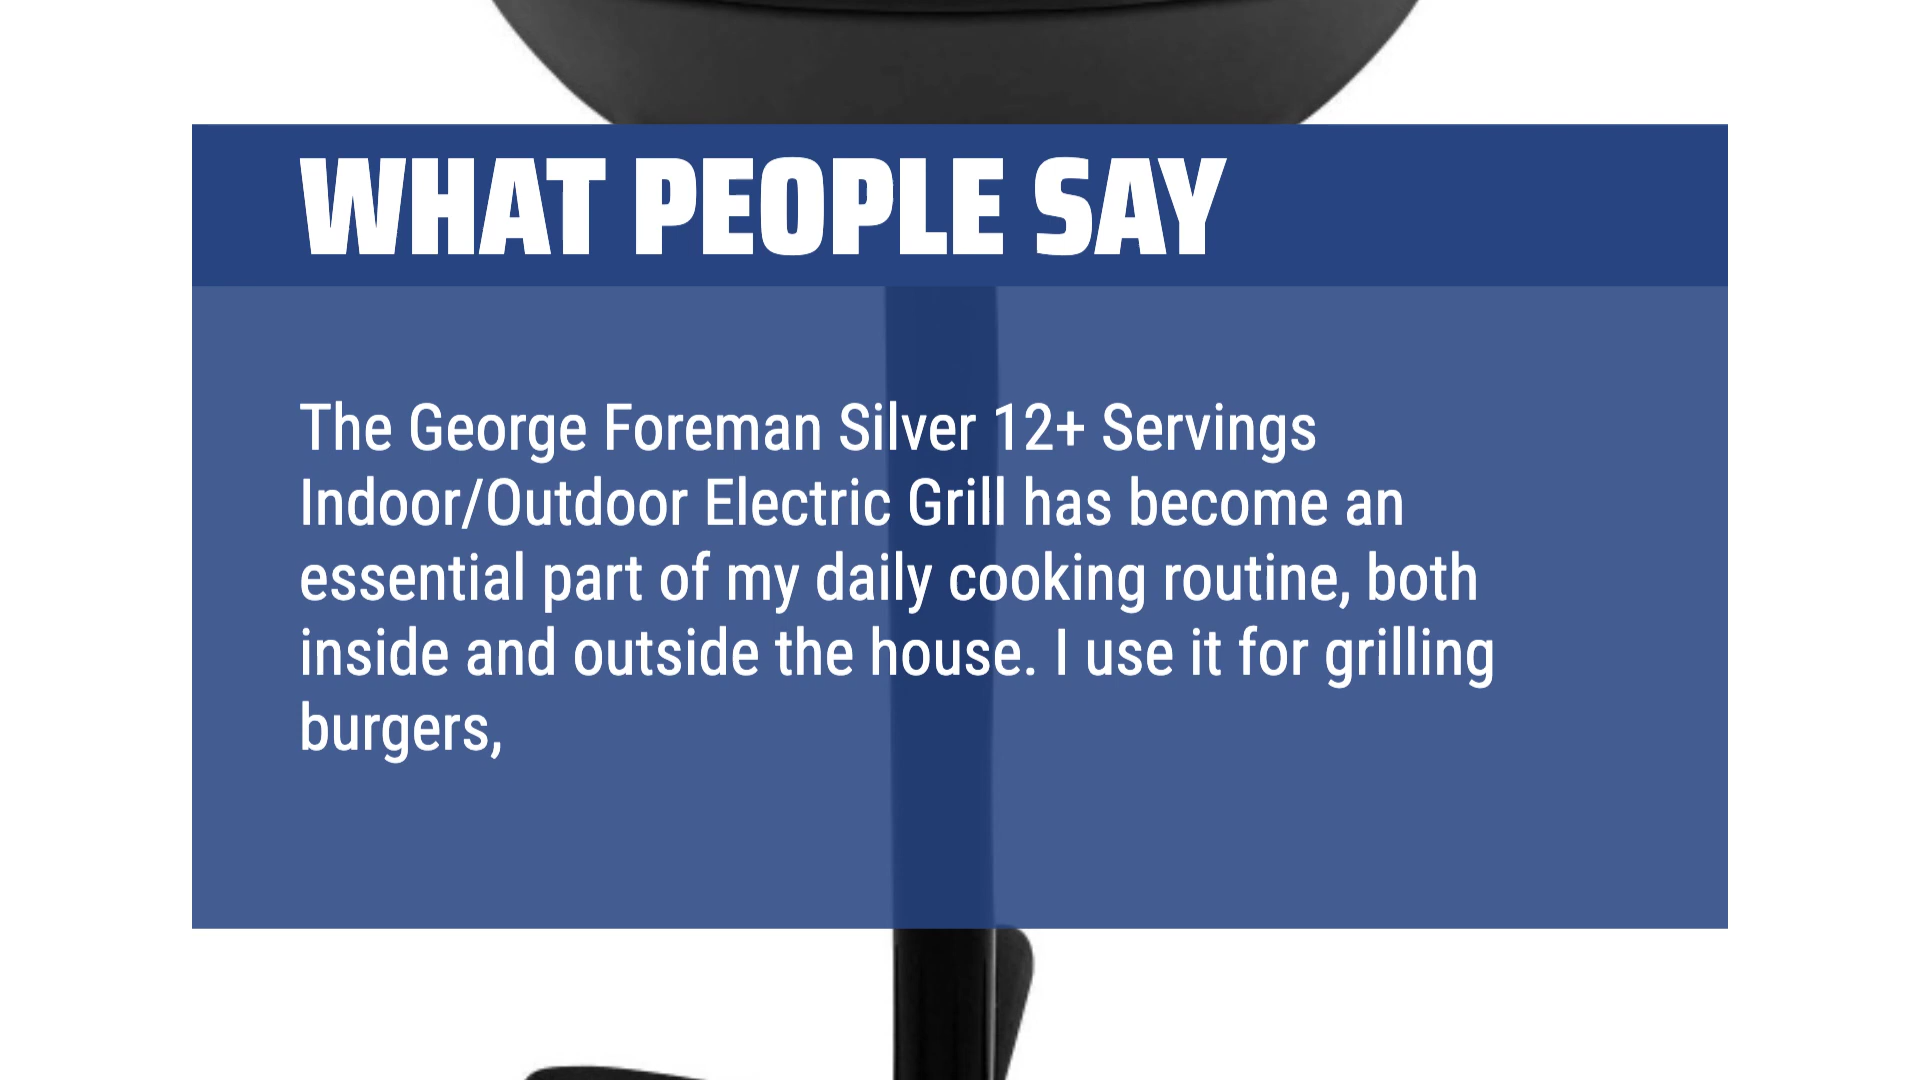 WHAT PEOPLE SAY
The George Foreman Silver 12+ Servings
Indoor/Outdoor Electric Grill has become an
essential part of my daily cooking routine, both
inside and outside the house. I use it for grilling
burgers,